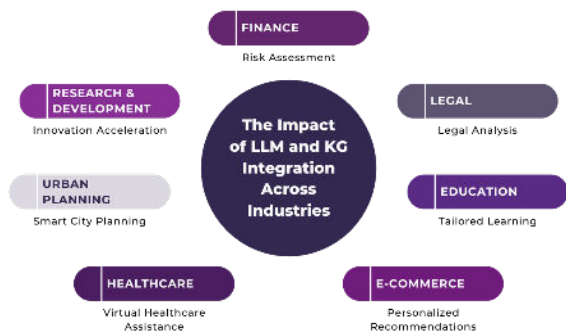 FINANCE
Risk Assessment
RESEARCH &
DEVELOPMENT
Innovation Acceleration
LEGAL
Legal Analysis
The Impact
of LLM and KG
Integration
Across
Industries
URBAN
PLANNING
Smart City Planning
EDUCATION
Tailored Learning
HEALTHCARE
Virtual Healthcare
Assistance
E-COMMERCE
Personalized
Recommendations